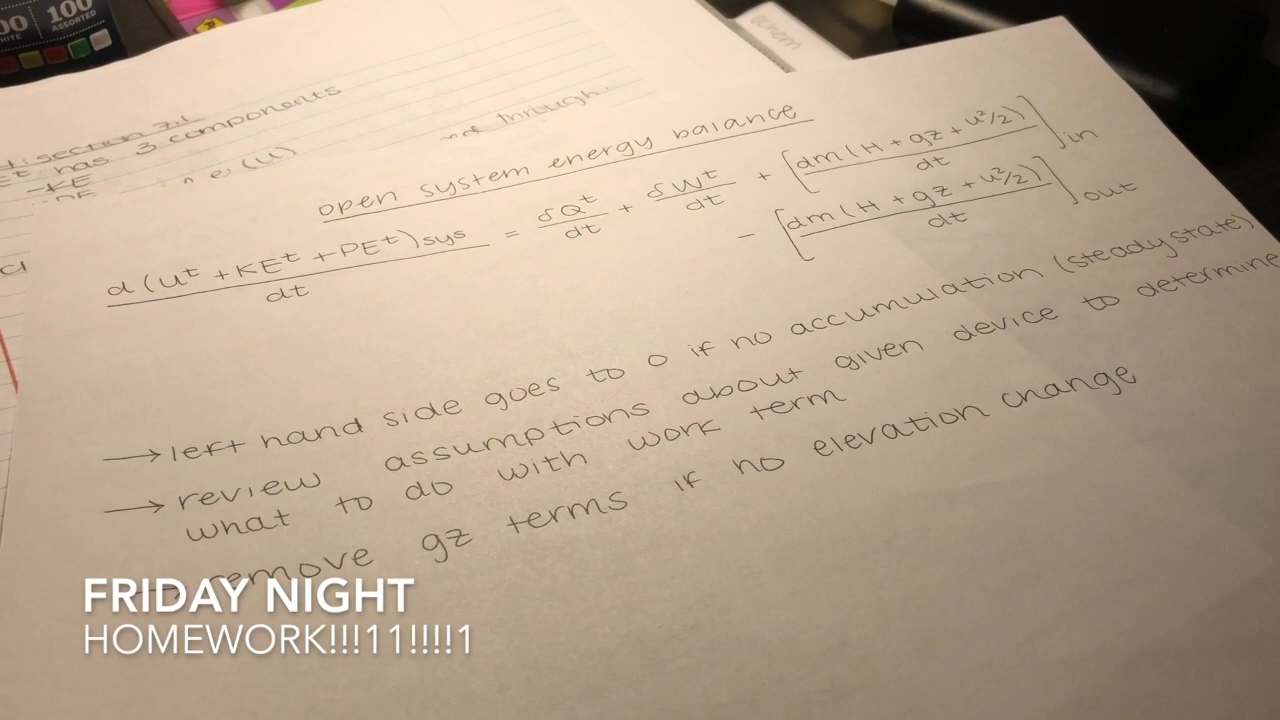 100
ASSORTED
ochem
section 7.1
has 3 components
-KE
(U)
through
open system energy balance
d(Uᵗ + KEᵗ + PEᵗ)sys / dt = δQᵗ / dt + δWᵗ / dt + [dm(H + gz + u²/2) / dt] in
− [dm(H + gz + u²/2) / dt] out
→ left hand side goes to 0 if no accumulation (steady state)
→ review assumptions about given device to determine
what to do with work term
→ remove gz terms if no elevation change
FRIDAY NIGHT
HOMEWORK!!!11!!!!1